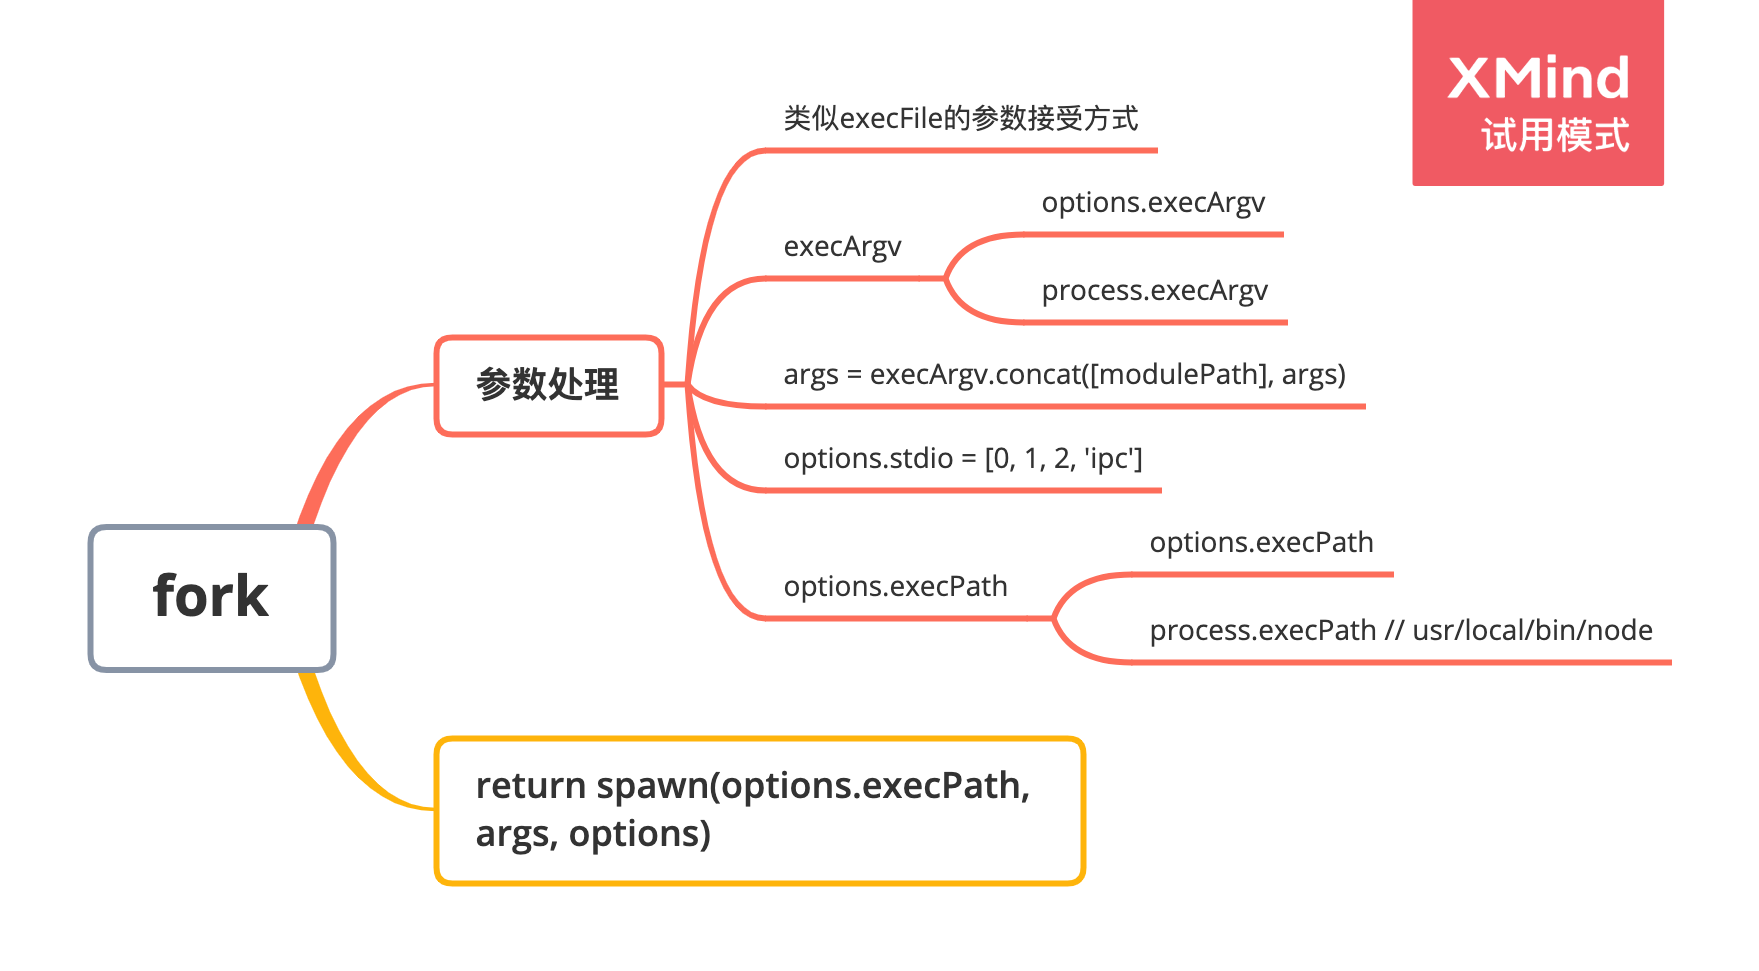 XMind
试用模式
类似execFile的参数接受方式
options.execArgv
execArgv
process.execArgv
参数处理
args = execArgv.concat([modulePath], args)
options.stdio = [0, 1, 2, 'ipc']
options.execPath
options.execPath
process.execPath // usr/local/bin/node
fork
return spawn(options.execPath,
args, options)